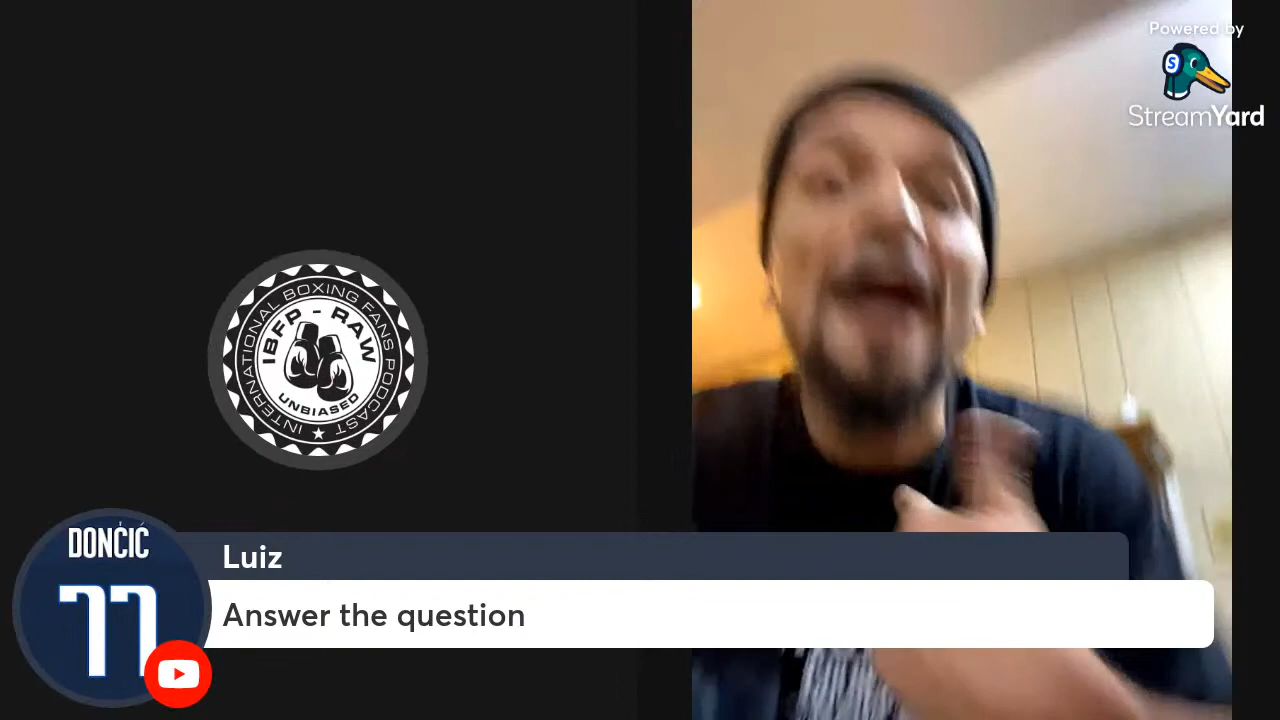 Powered by
StreamYard
S
INTERNATIONAL BOXING FANS PODCAST
IBFP - RAW
UNBIASED
DONČIĆ
77
Luiz
Answer the question